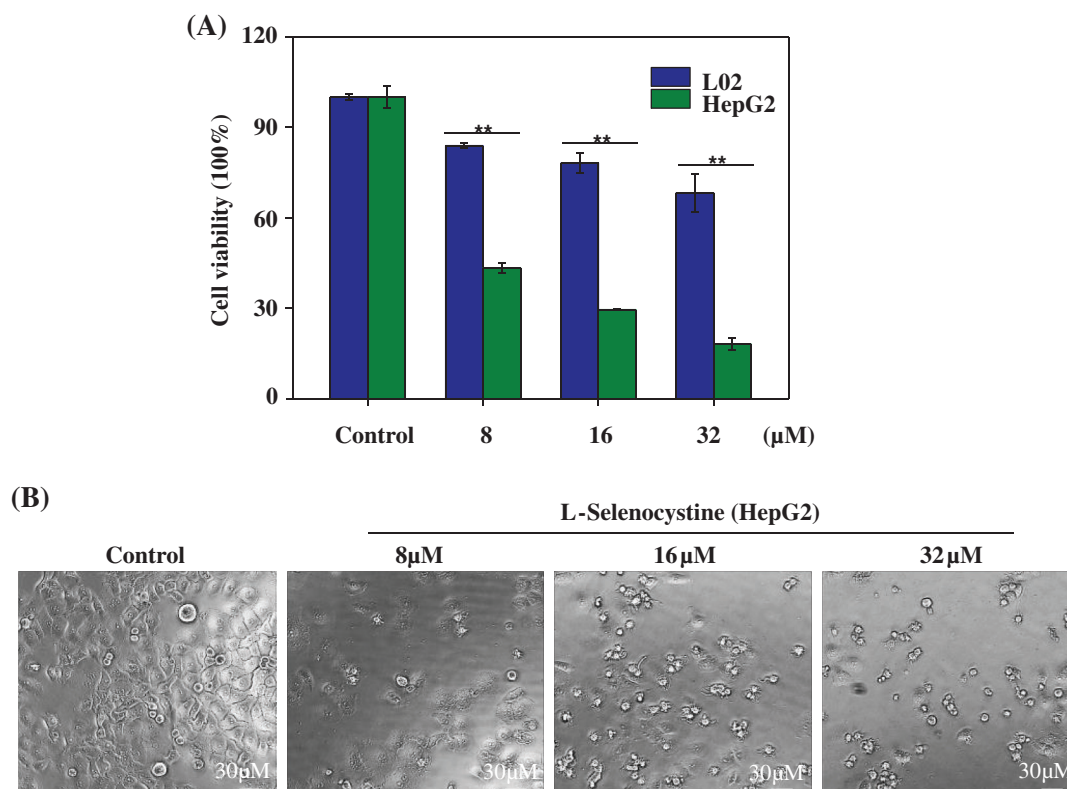 (A)
120
90
60
30
0
Cell viability (100%)
L02
HepG2
**
**
**
Control 8 16 32 (µM)
(B)
L-Selenocystine (HepG2)
Control 8µM 16µM 32µM
30µM 30µM 30µM 30µM